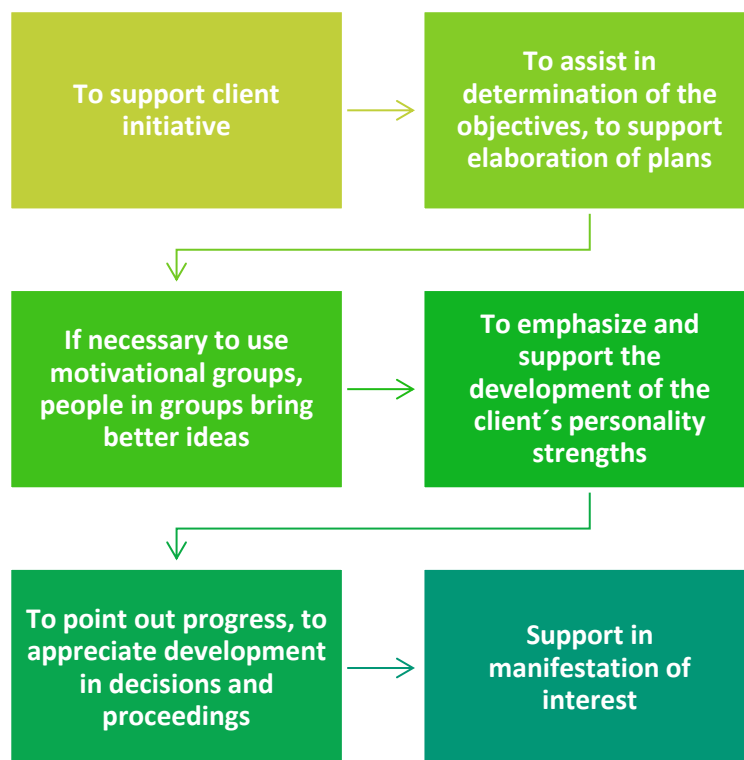 To support client
initiative
To assist in
determination of the
objectives, to support
elaboration of plans
If necessary to use
motivational groups,
people in groups bring
better ideas
To emphasize and
support the
development of the
client´s personality
strengths
To point out progress, to
appreciate development
in decisions and
proceedings
Support in
manifestation of
interest